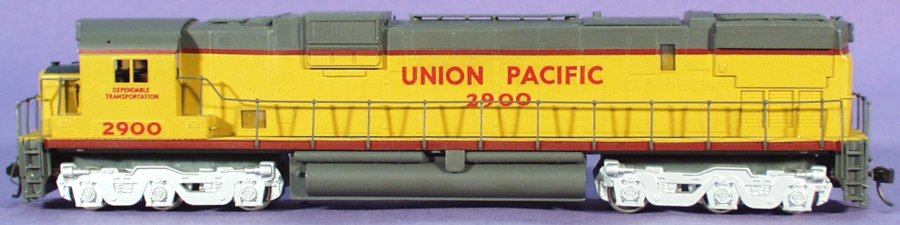 DEPENDABLE
TRANSPORTATION
2900
UNION PACIFIC
2900